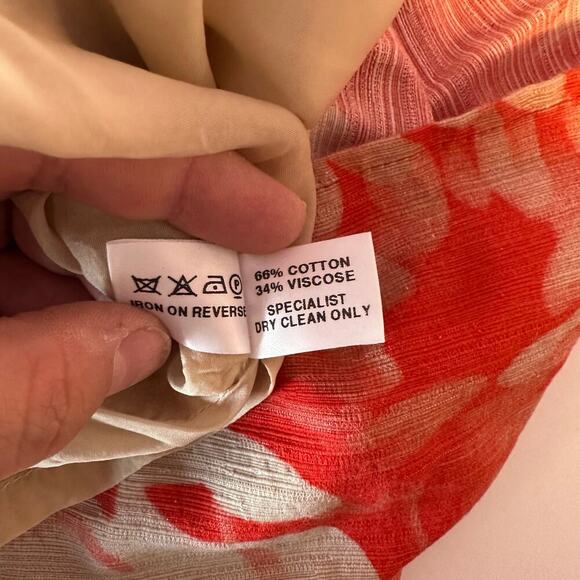 P
IRON ON REVERSE
66% COTTON
34% VISCOSE
SPECIALIST
DRY CLEAN ONLY